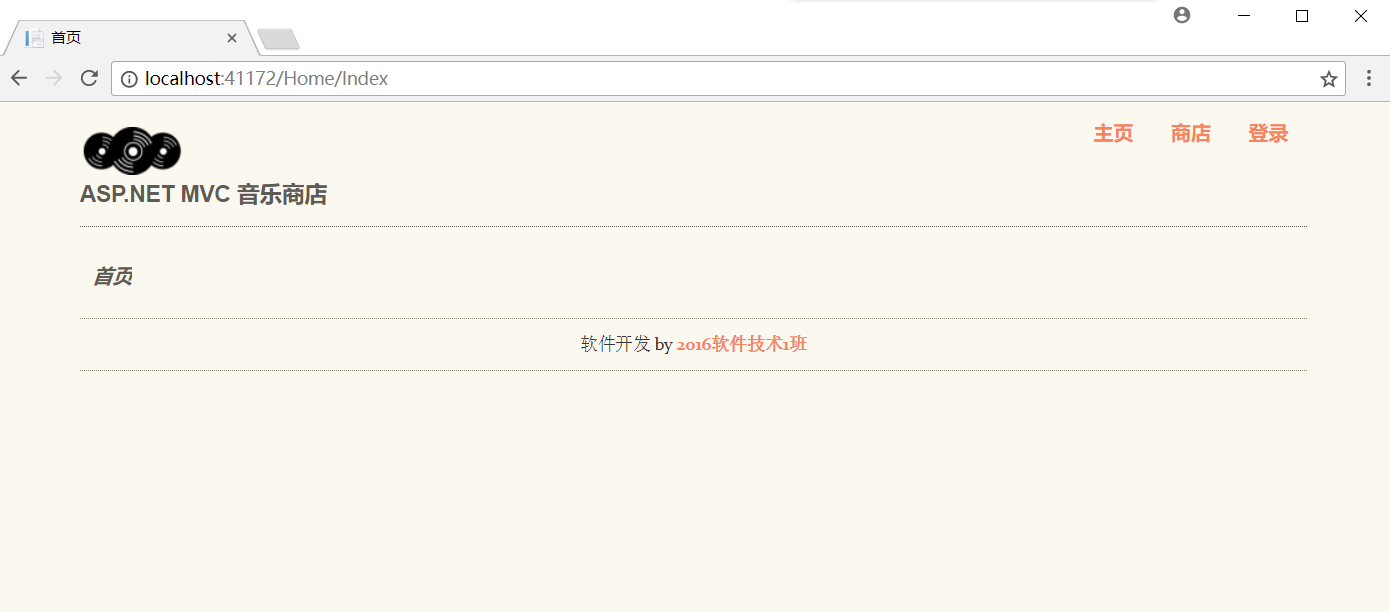 首页
localhost:41172/Home/Index
主页 商店 登录
ASP.NET MVC 音乐商店
首页
软件开发 by 2016软件技术1班